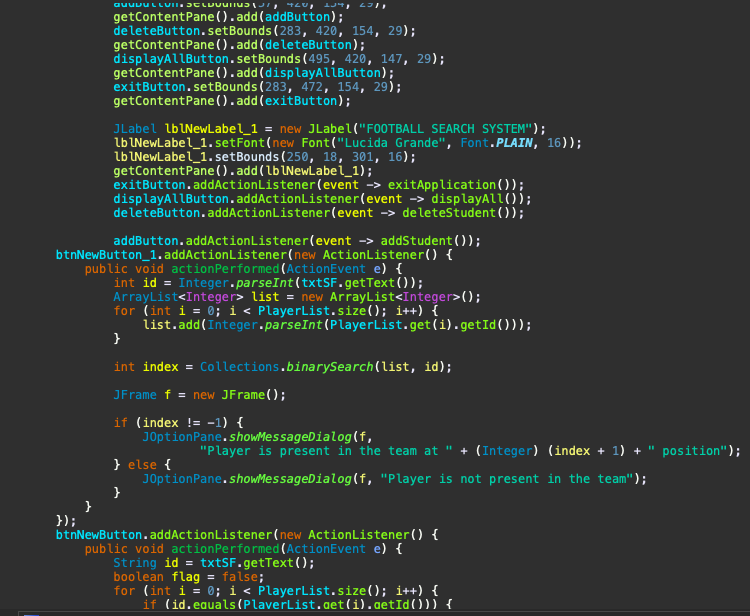 addButton.setBounds(57, 420, 154, 29);
getContentPane().add(addButton);
deleteButton.setBounds(283, 420, 154, 29);
getContentPane().add(deleteButton);
displayAllButton.setBounds(495, 420, 147, 29);
getContentPane().add(displayAllButton);
exitButton.setBounds(283, 472, 154, 29);
getContentPane().add(exitButton);
JLabel lblNewLabel_1 = new JLabel("FOOTBALL SEARCH SYSTEM");
lblNewLabel_1.setFont(new Font("Lucida Grande", Font.PLAIN, 16));
lblNewLabel_1.setBounds(250, 18, 301, 16);
getContentPane().add(lblNewLabel_1);
exitButton.addActionListener(event -> exitApplication());
displayAllButton.addActionListener(event -> displayAll());
deleteButton.addActionListener(event -> deleteStudent());
addButton.addActionListener(event -> addStudent());
btnNewButton_1.addActionListener(new ActionListener() {
public void actionPerformed(ActionEvent e) {
int id = Integer.parseInt(txtSF.getText());
ArrayList<Integer> list = new ArrayList<Integer>();
for (int i = 0; i < PlayerList.size(); i++) {
list.add(Integer.parseInt(PlayerList.get(i).getId()));
}
int index = Collections.binarySearch(list, id);
JFrame f = new JFrame();
if (index != -1) {
JOptionPane.showMessageDialog(f,
"Player is present in the team at " + (Integer) (index + 1) + " position");
} else {
JOptionPane.showMessageDialog(f, "Player is not present in the team");
}
}
});
btnNewButton.addActionListener(new ActionListener() {
public void actionPerformed(ActionEvent e) {
String id = txtSF.getText();
boolean flag = false;
for (int i = 0; i < PlayerList.size(); i++) {
if (id.equals(PlayerList.get(i).getId())) {